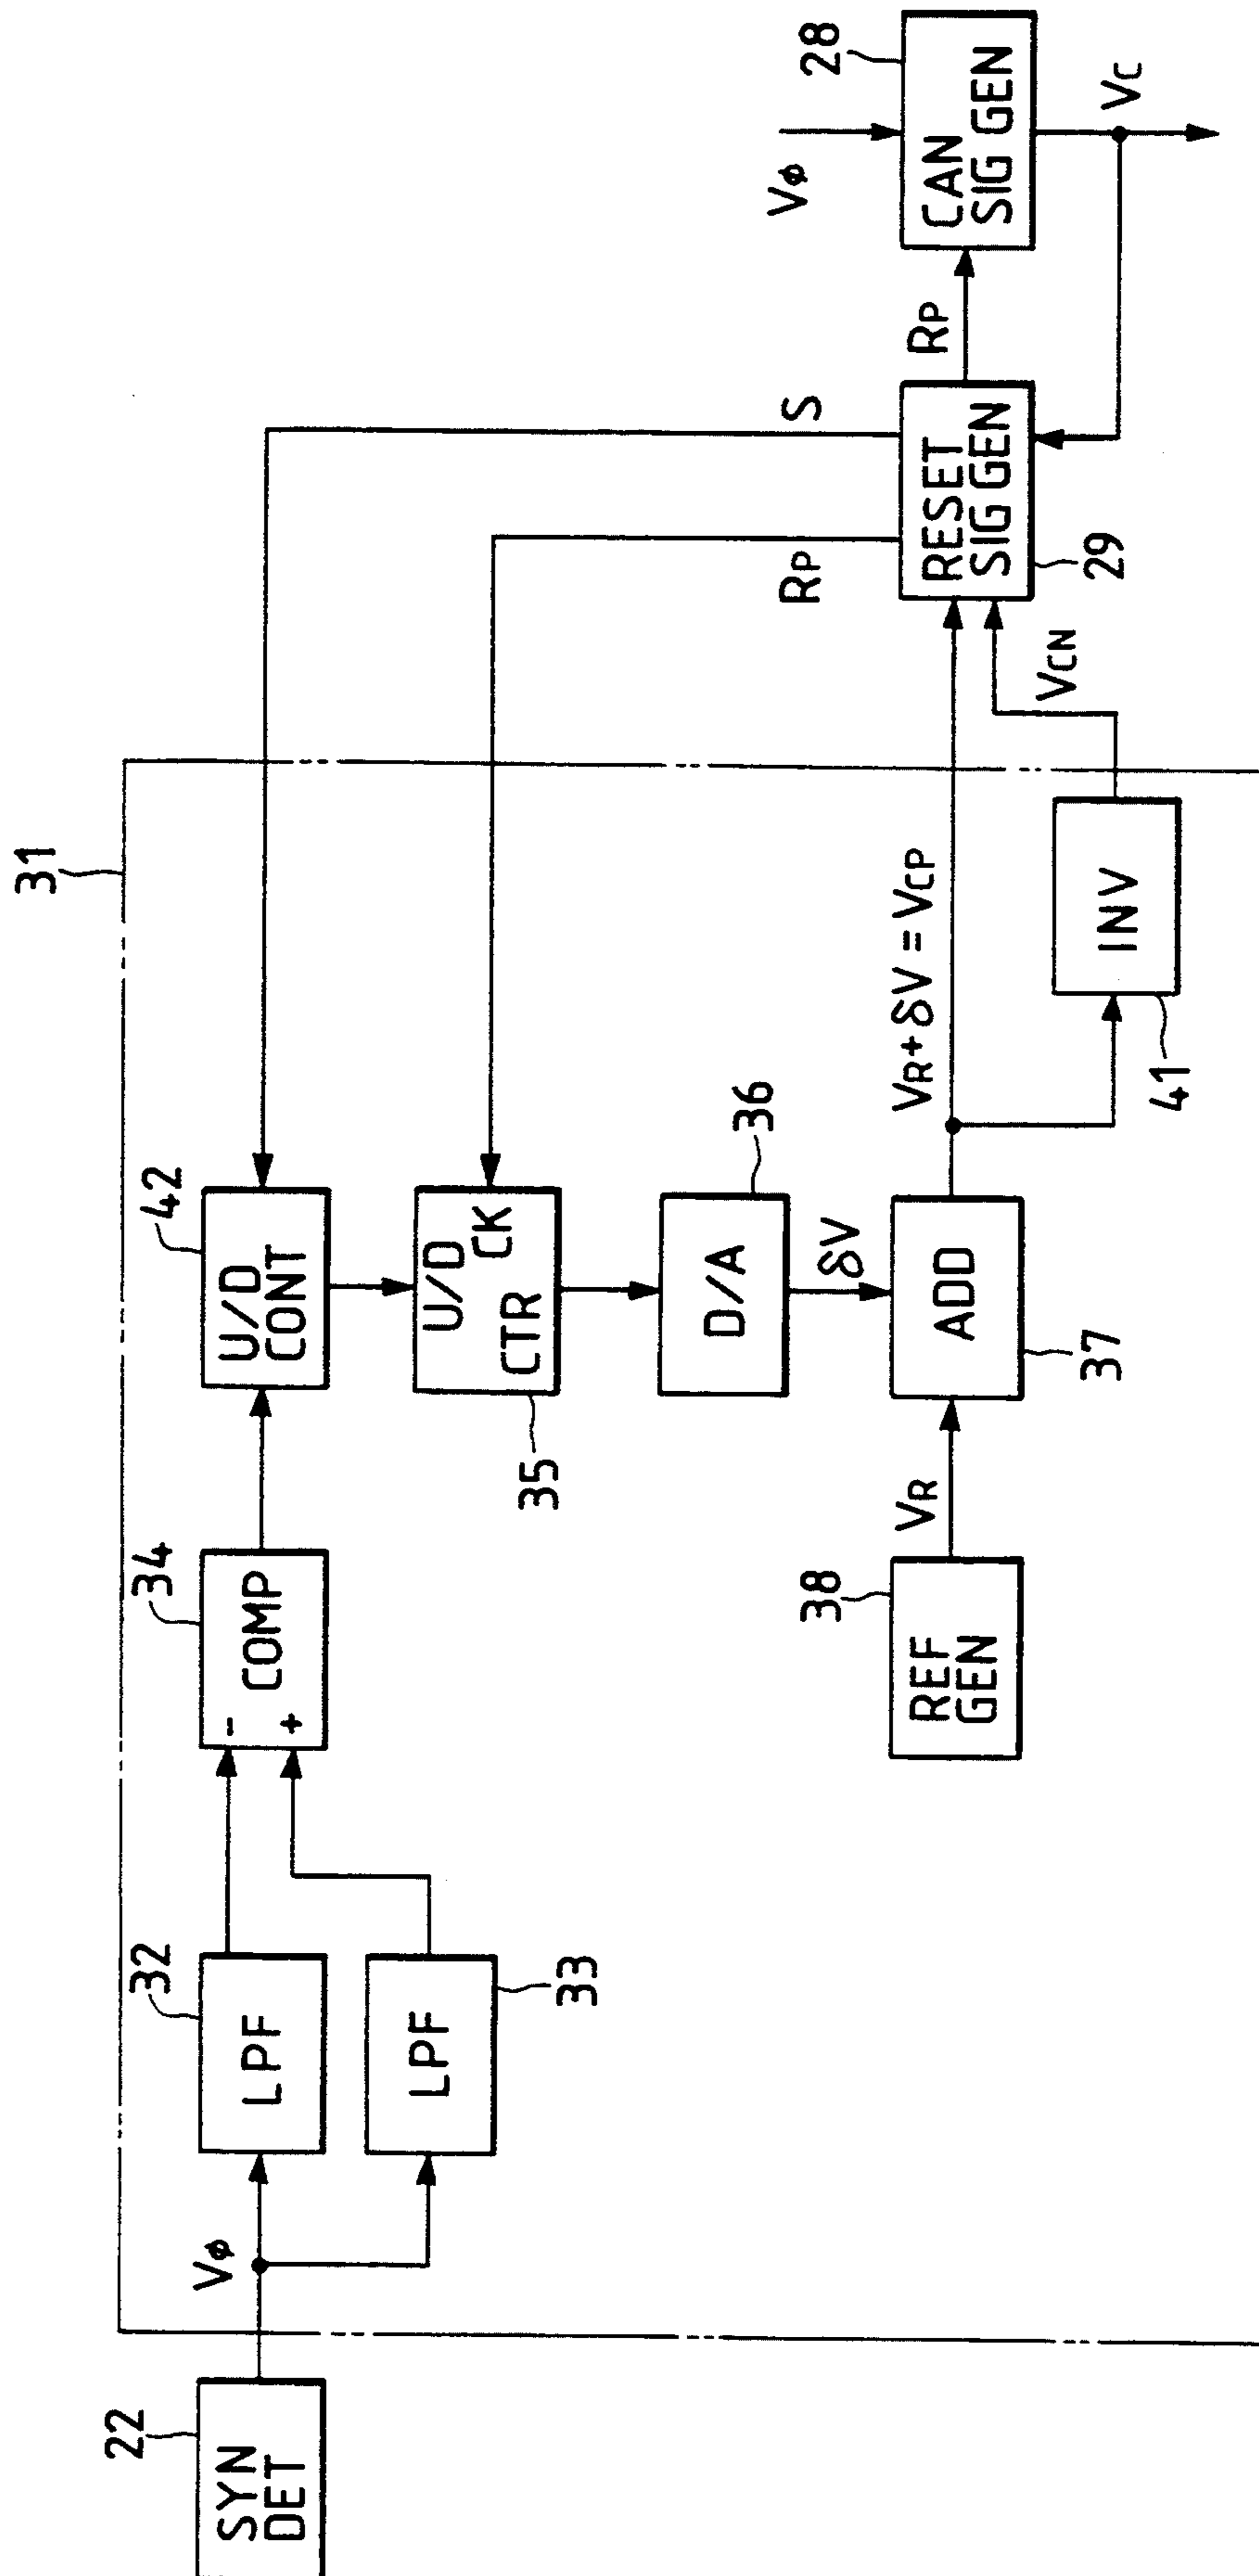 31
22
SYN
DET
Vφ
32
LPF
LPF
33
34
-
+
COMP
42
U/D
CONT
U/D
CK
CTR
35
D/A
36
δV
38
REF
GEN
VR
ADD
37
VR+δV=VCP
INV
41
VCN
S
RP
RESET
SIG GEN
29
RP
Vφ
28
CAN
SIG GEN
VC